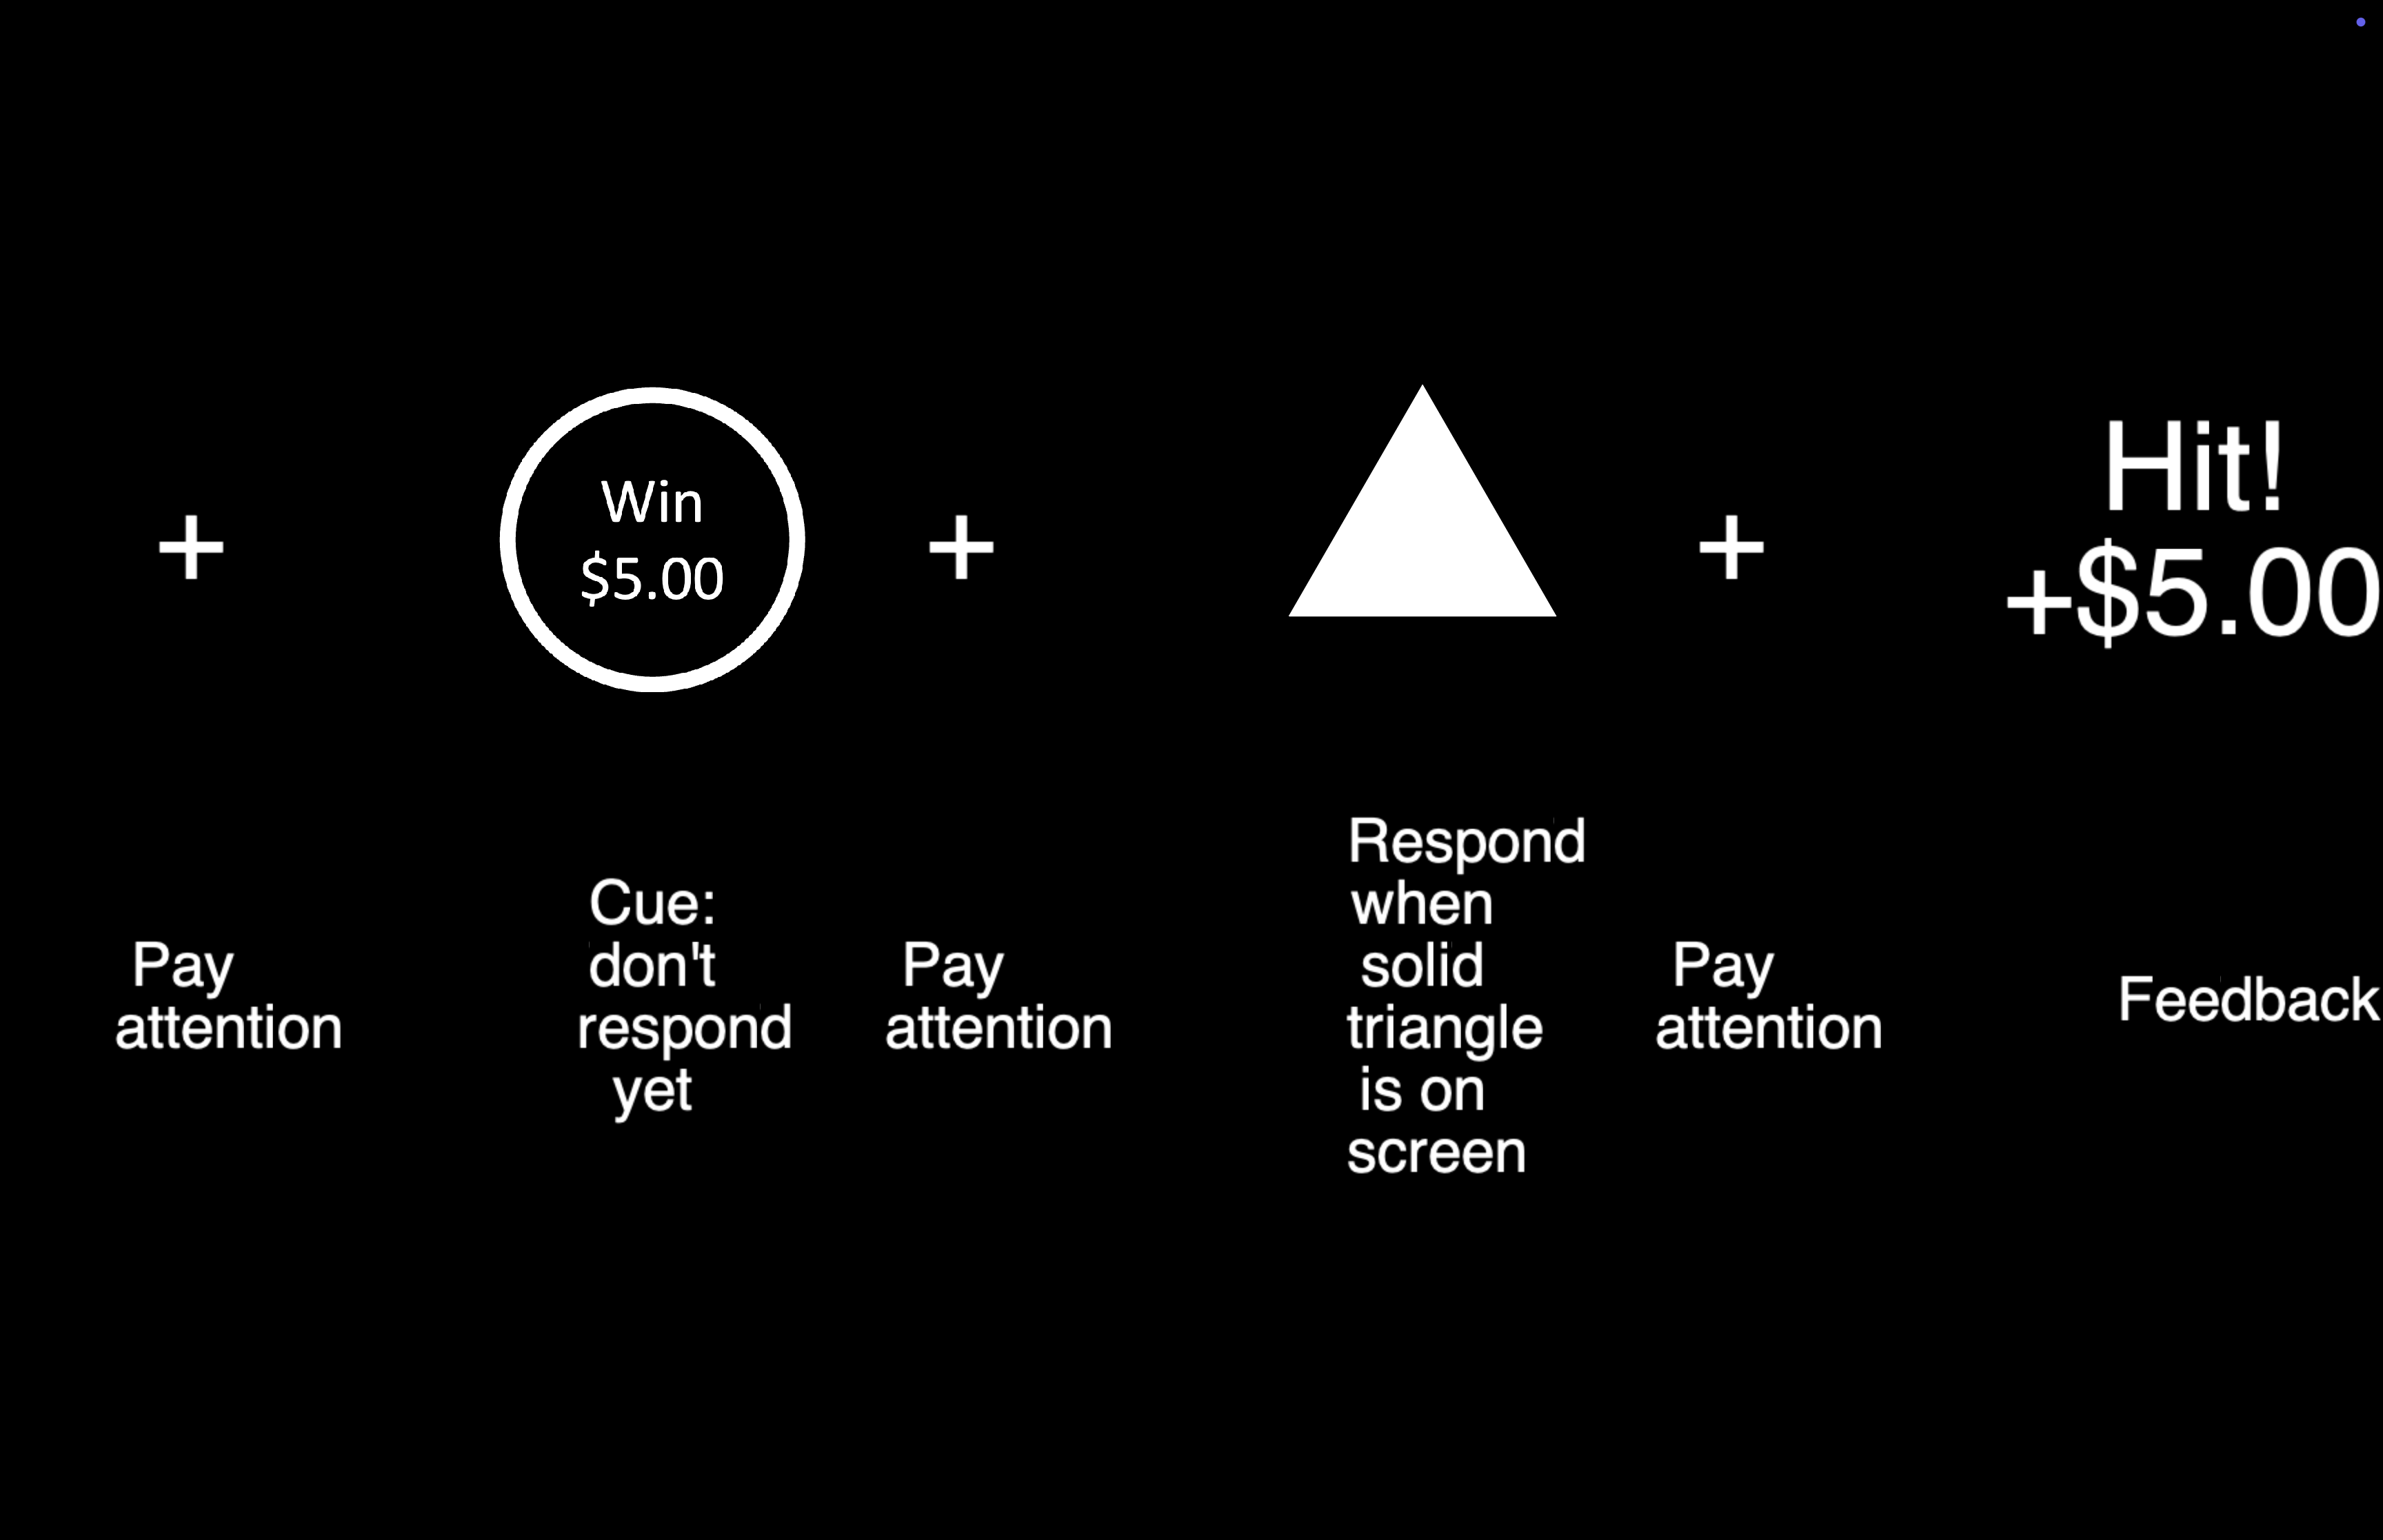 +
Win
$5.00
+
+
Hit!
+$5.00
Pay
attention
Cue:
don't
respond
yet
Pay
attention
Respond
when
solid
triangle
is on
screen
Pay
attention
Feedback